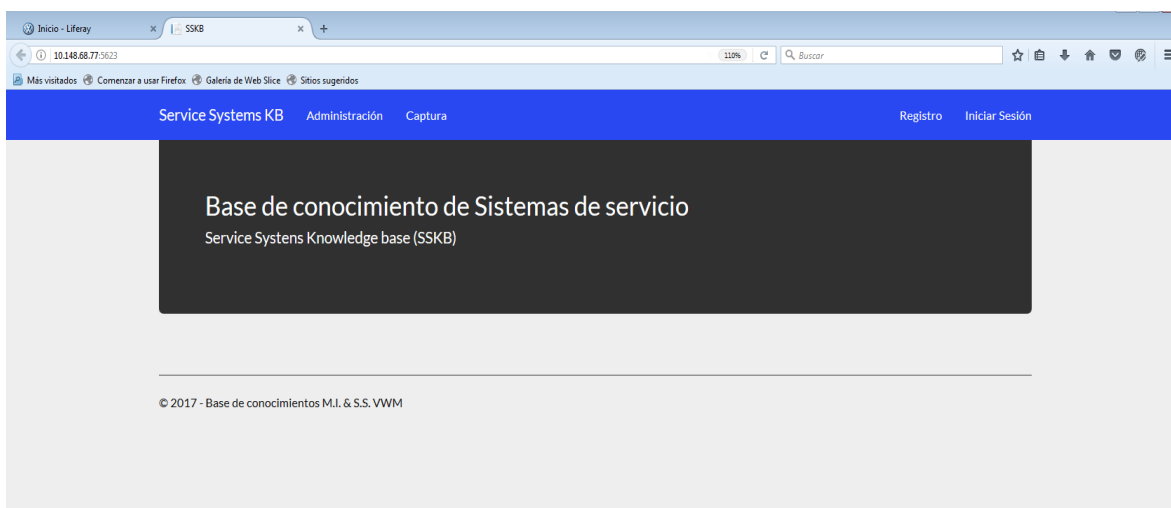 Inicio - Liferay
SSKB
10.148.68.77:5623
110%
Buscar
Más visitados Comenzar a usar Firefox Galería de Web Slice Sitios sugeridos
Service Systems KB Administración Captura Registro Iniciar Sesión
Base de conocimiento de Sistemas de servicio
Service Systens Knowledge base (SSKB)
© 2017 - Base de conocimientos M.I. & S.S. VWM